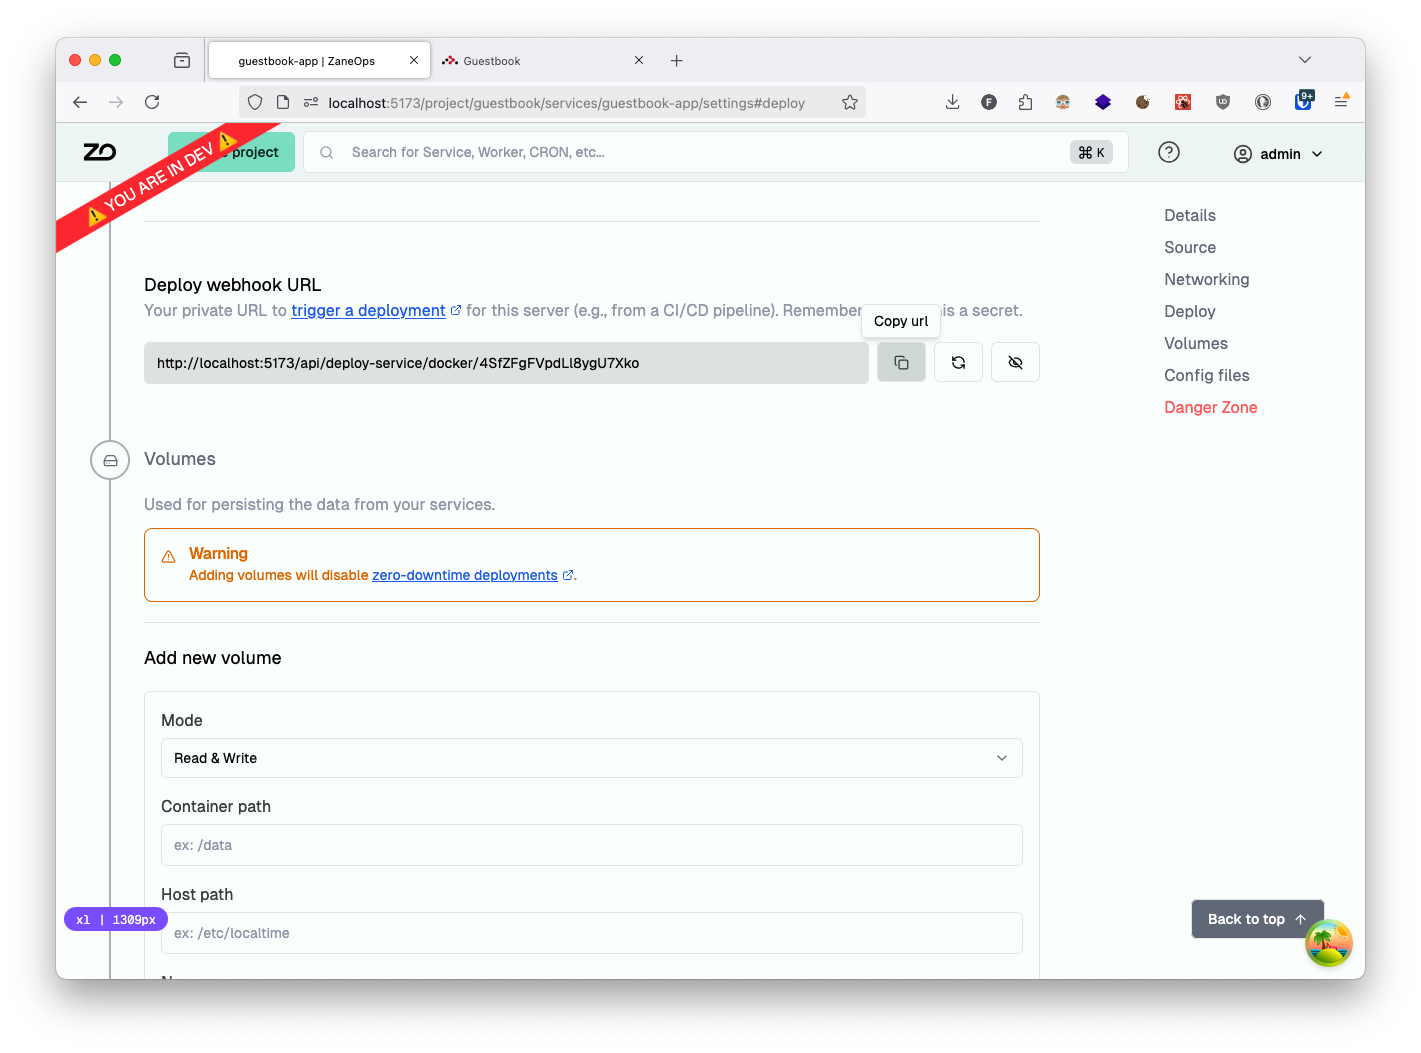 guestbook-app | ZaneOps
Guestbook
localhost:5173/project/guestbook/services/guestbook-app/settings#deploy
F
UD
9+
ZO
YOU ARE IN DEV
project
Search for Service, Worker, CRON, etc...
⌘ K
admin
Details
Source
Networking
Deploy
Volumes
Config files
Danger Zone
Deploy webhook URL
Your private URL to trigger a deployment for this server (e.g., from a CI/CD pipeline). Remember is a secret.
Copy url
http://localhost:5173/api/deploy-service/docker/4SfZFgFVpdLl8ygU7Xko
Volumes
Used for persisting the data from your services.
Warning
Adding volumes will disable zero-downtime deployments.
Add new volume
Mode
Read & Write
Container path
ex: /data
Host path
ex: /etc/localtime
xl | 1309px
Back to top